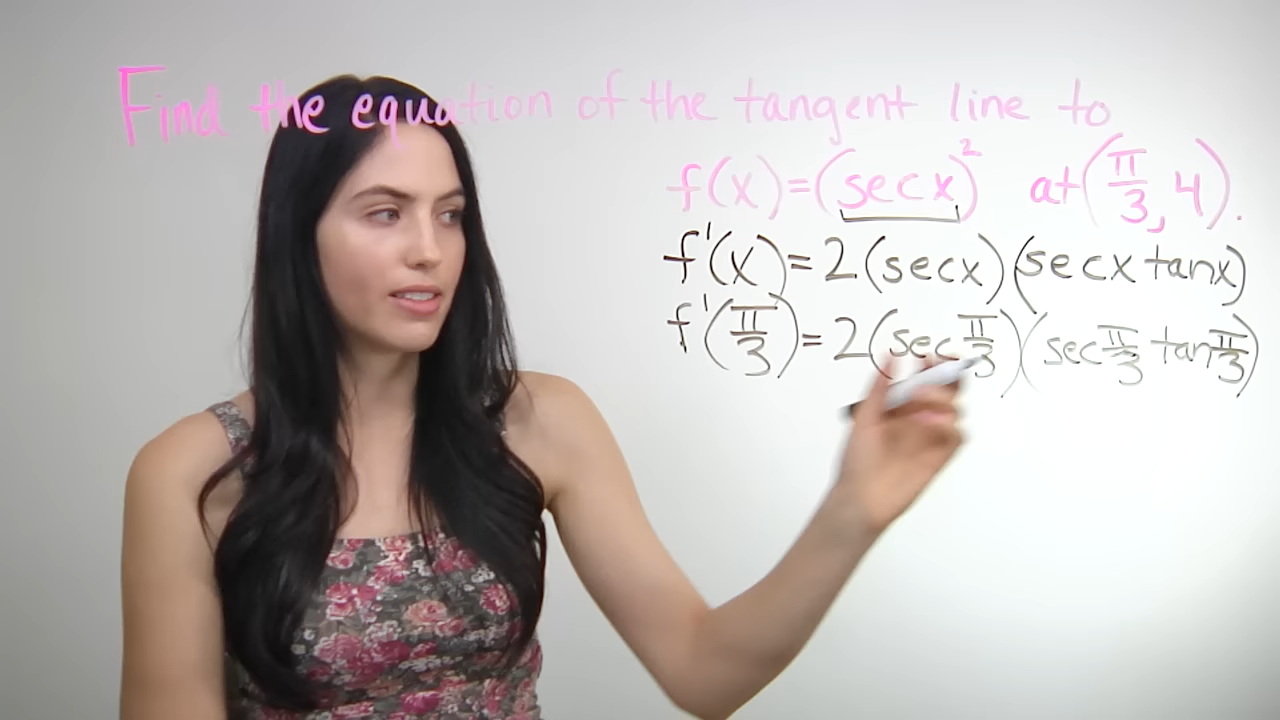 Find the equation of the tangent line to
f(x)=(secx)² at (π/3, 4).
f'(x)=2(secx)(secx tanx)
f'(π/3)=2(sec π/3)(sec π/3 tan π/3)